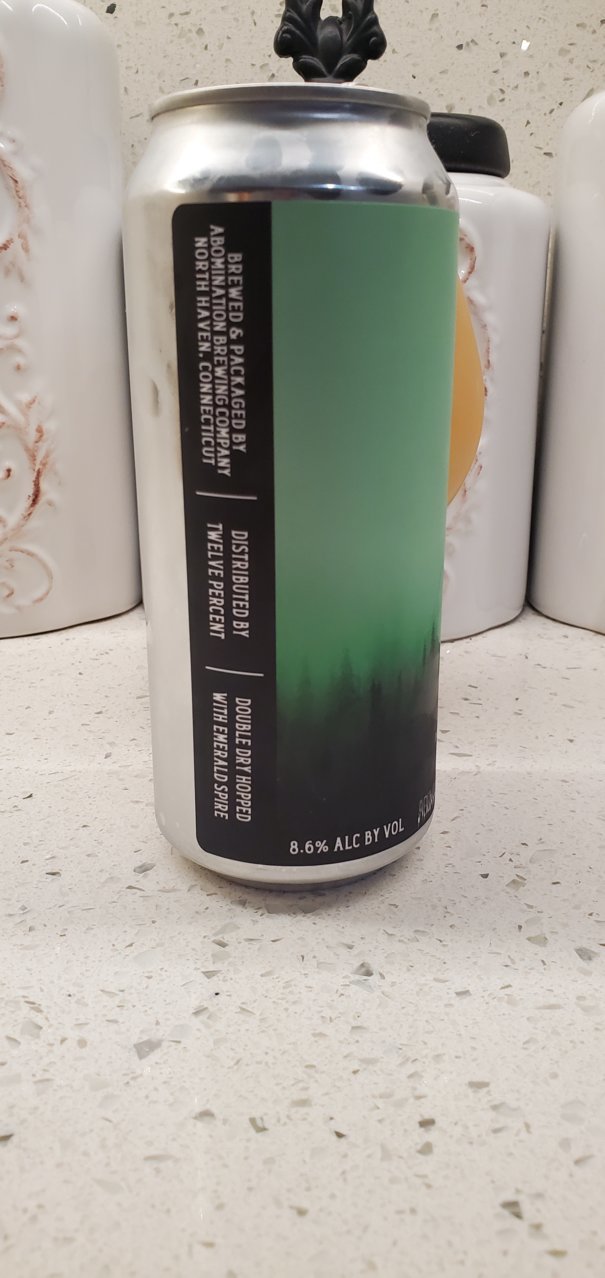 BREWED & PACKAGED BY
ABOMINATION BREWING COMPANY
NORTH HAVEN, CONNECTICUT
DISTRIBUTED BY
TWELVE PERCENT
DOUBLE DRY HOPPED
WITH EMERALD SPIRE
8.6% ALC BY VOL